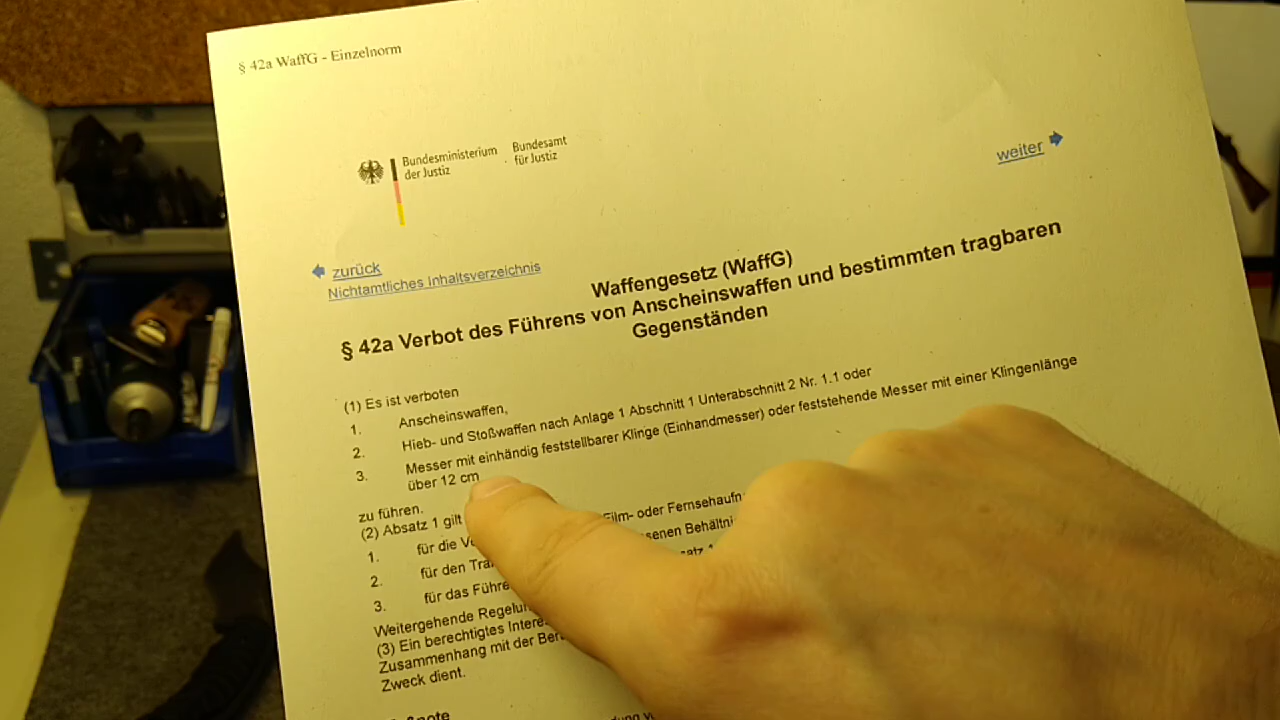 § 42a WaffG - Einzelnorm
Bundesministerium
der Justiz
Bundesamt
für Justiz
weiter
zurück
Nichtamtliches Inhaltsverzeichnis
Waffengesetz (WaffG)
§ 42a Verbot des Führens von Anscheinswaffen und bestimmten tragbaren
Gegenständen
(1) Es ist verboten
1. Anscheinswaffen,
2. Hieb- und Stoßwaffen nach Anlage 1 Abschnitt 1 Unterabschnitt 2 Nr. 1.1 oder
3. Messer mit einhändig feststellbarer Klinge (Einhandmesser) oder feststehende Messer mit einer Klingenlänge
über 12 cm
zu führen.
(2) Absatz 1 gilt Film- oder
1. für die
2. für den
3. für das
Weitergehende
(3) Ein berechtigtes
Zusammenhang mit der
Zweck dient.